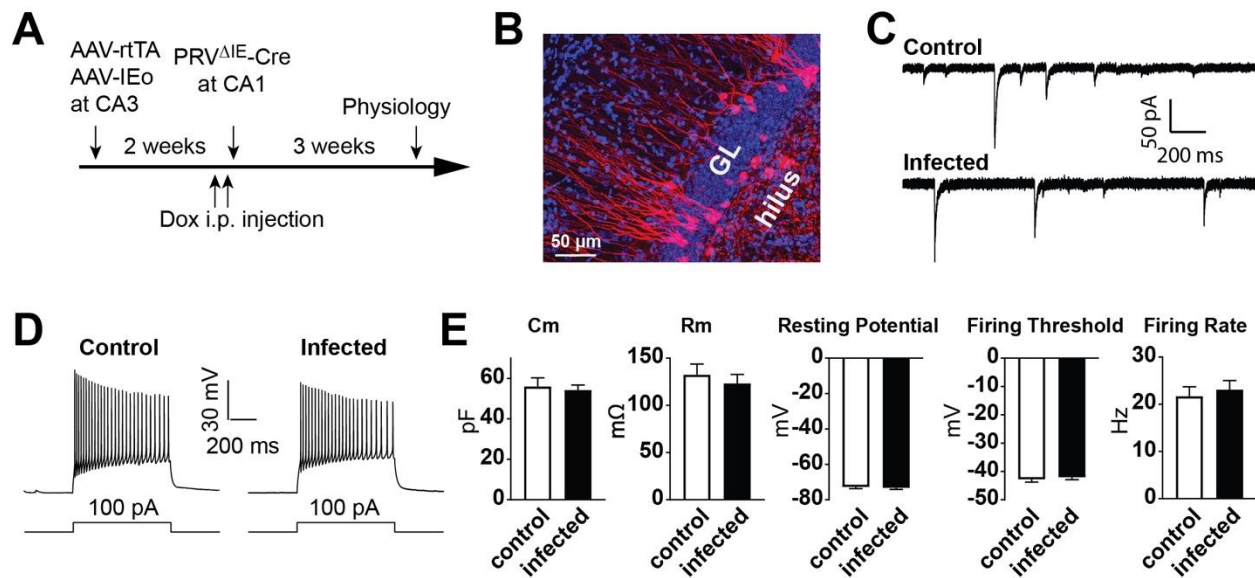 A
AAV-rtTA
AAV-IEo
at CA3
PRVΔIE-Cre
at CA1
Physiology
2 weeks
3 weeks
Dox i.p. injection
B
GL
hilus
50 µm
C
Control
50 pA
200 ms
Infected
D
Control
Infected
30 mV
200 ms
100 pA
100 pA
E
Cm
pF
60
40
20
0
control
infected
Rm
mΩ
150
100
50
0
control
infected
Resting Potential
mV
0
-20
-40
-60
-80
control
infected
Firing Threshold
mV
0
-10
-20
-30
-40
-50
control
infected
Firing Rate
Hz
30
20
10
0
control
infected